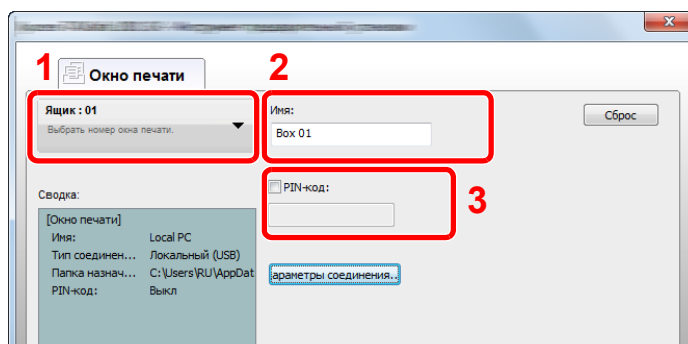 1
Окно печати
2
3
Ящик : 01
Выбрать номер окна печати.
Имя:
Box 01
Сброс
PIN-код:
Сводка:
[Окно печати]
Имя: Local PC
Тип соединен... Локальный (USB)
Папка назнач... C:\Users\RU\AppDat
PIN-код: Выкл
араметры соединения..